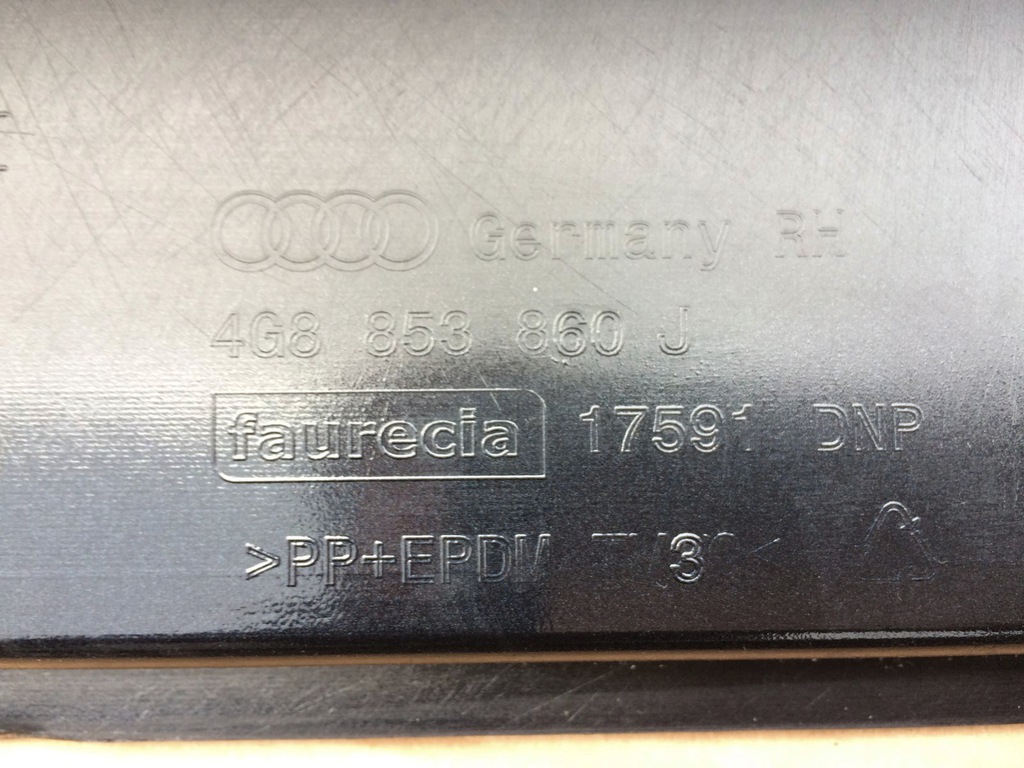 Germany RH
4G8 853 860 J
faurecia 17591 DNP
>PP+EPDM